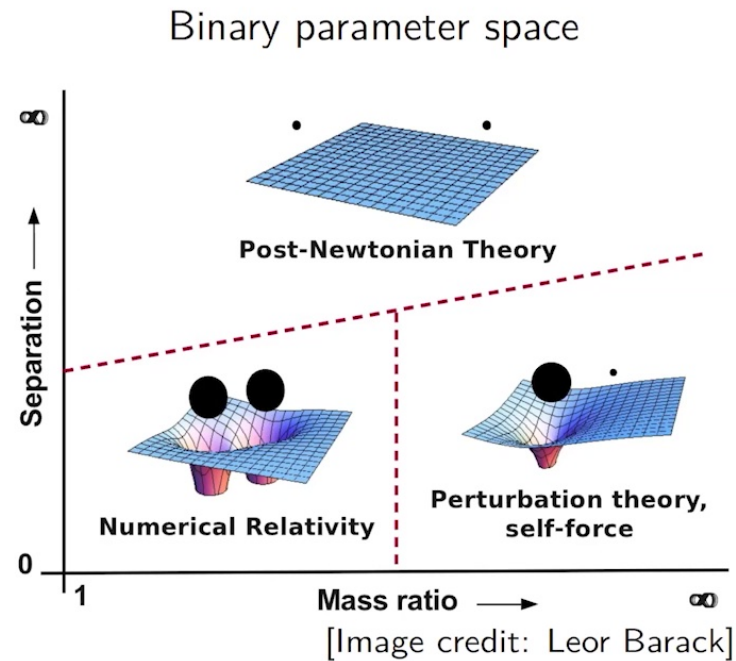 Binary parameter space
∞
Post-Newtonian Theory
Separation
Numerical Relativity
Perturbation theory,
self-force
0
1
Mass ratio
∞
[Image credit: Leor Barack]